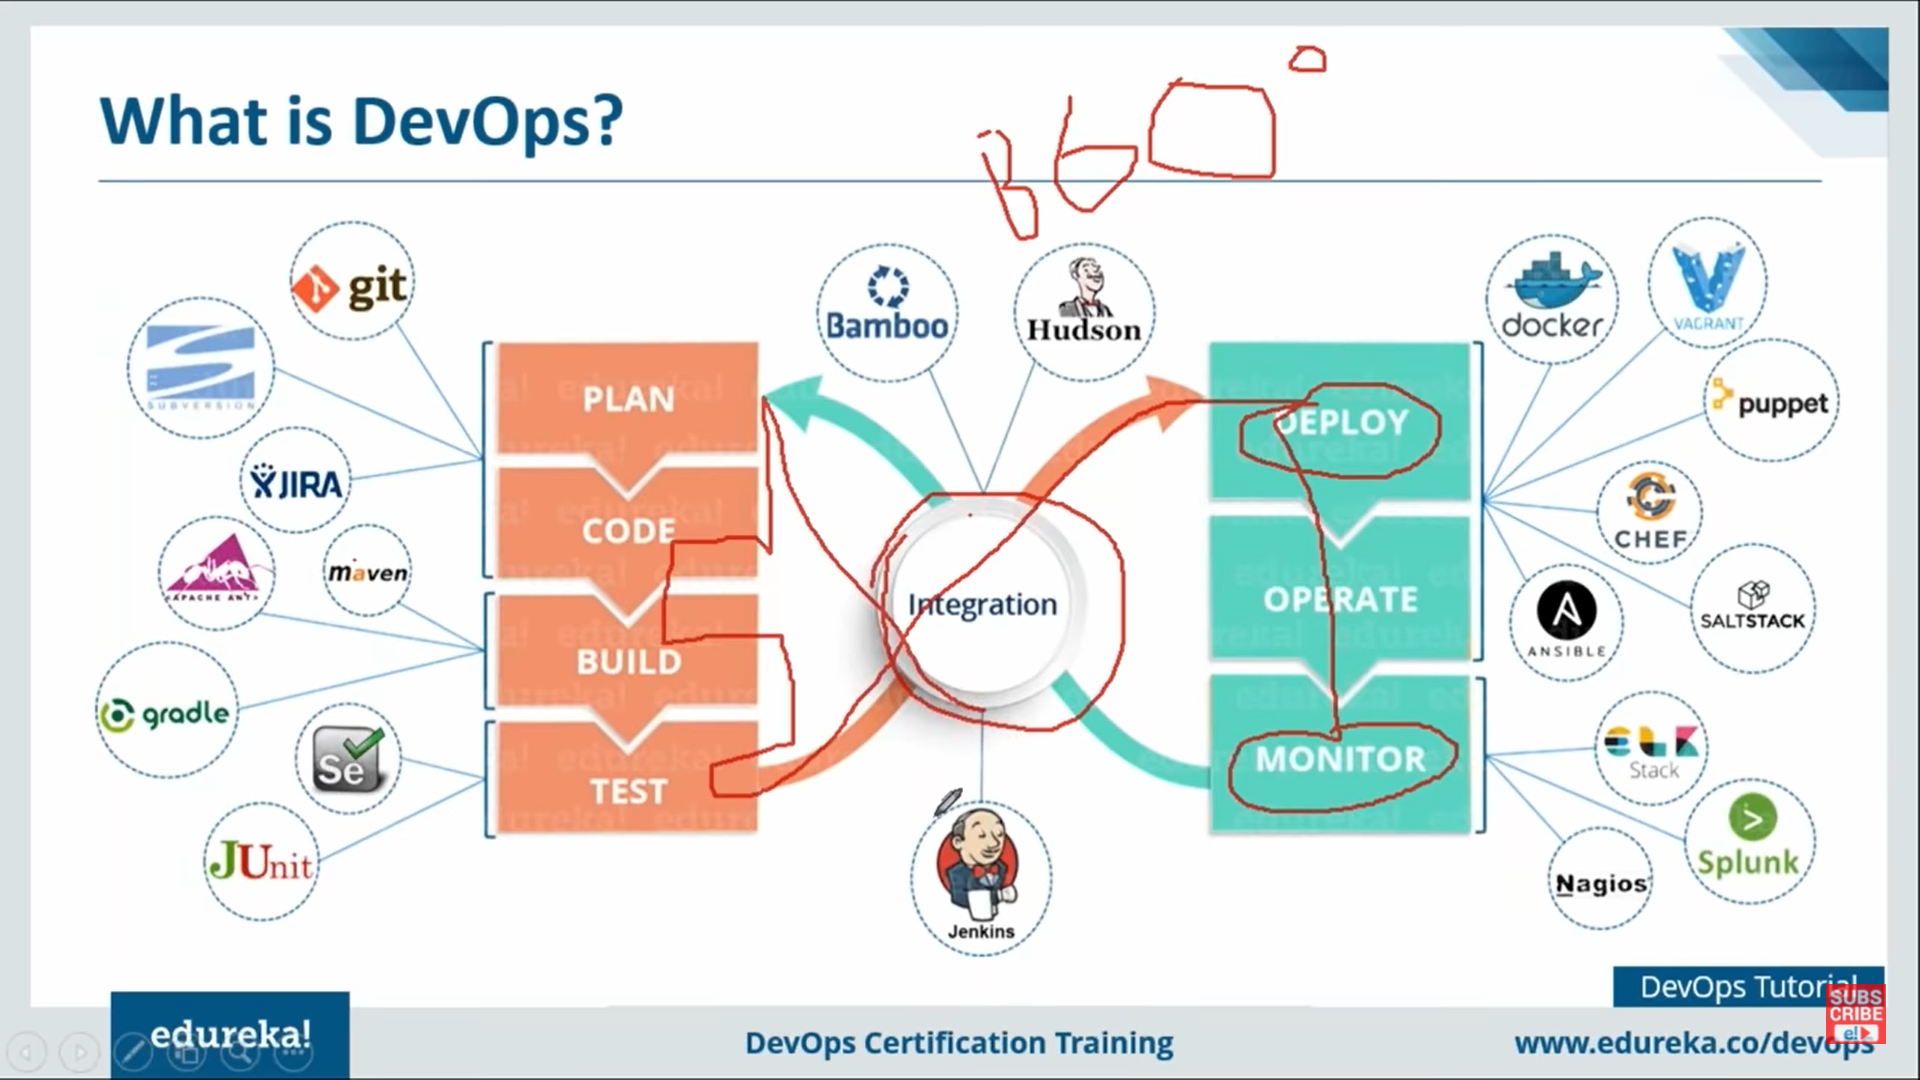 What is DevOps?
360°
git
SUBVERSION
JIRA
APACHE ANT
maven
gradle
Se
JUnit
PLAN
CODE
BUILD
TEST
Bamboo
Hudson
Integration
Jenkins
DEPLOY
OPERATE
MONITOR
docker
VAGRANT
puppet
CHEF
SALTSTACK
ANSIBLE
ELK
Stack
Splunk
Nagios
DevOps Tutorial
SUBS
CRIBE
e!
edureka!
DevOps Certification Training
www.edureka.co/devops